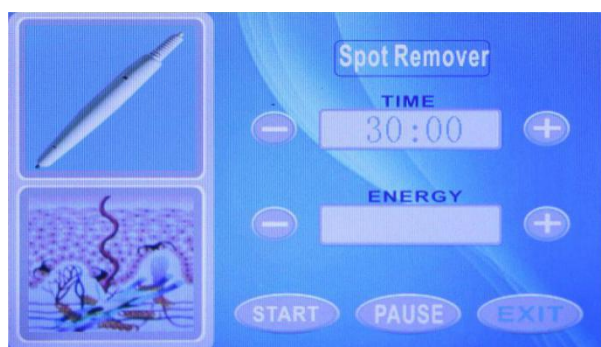 Spot Remover
TIME
30:00
ENERGY
START PAUSE EXIT